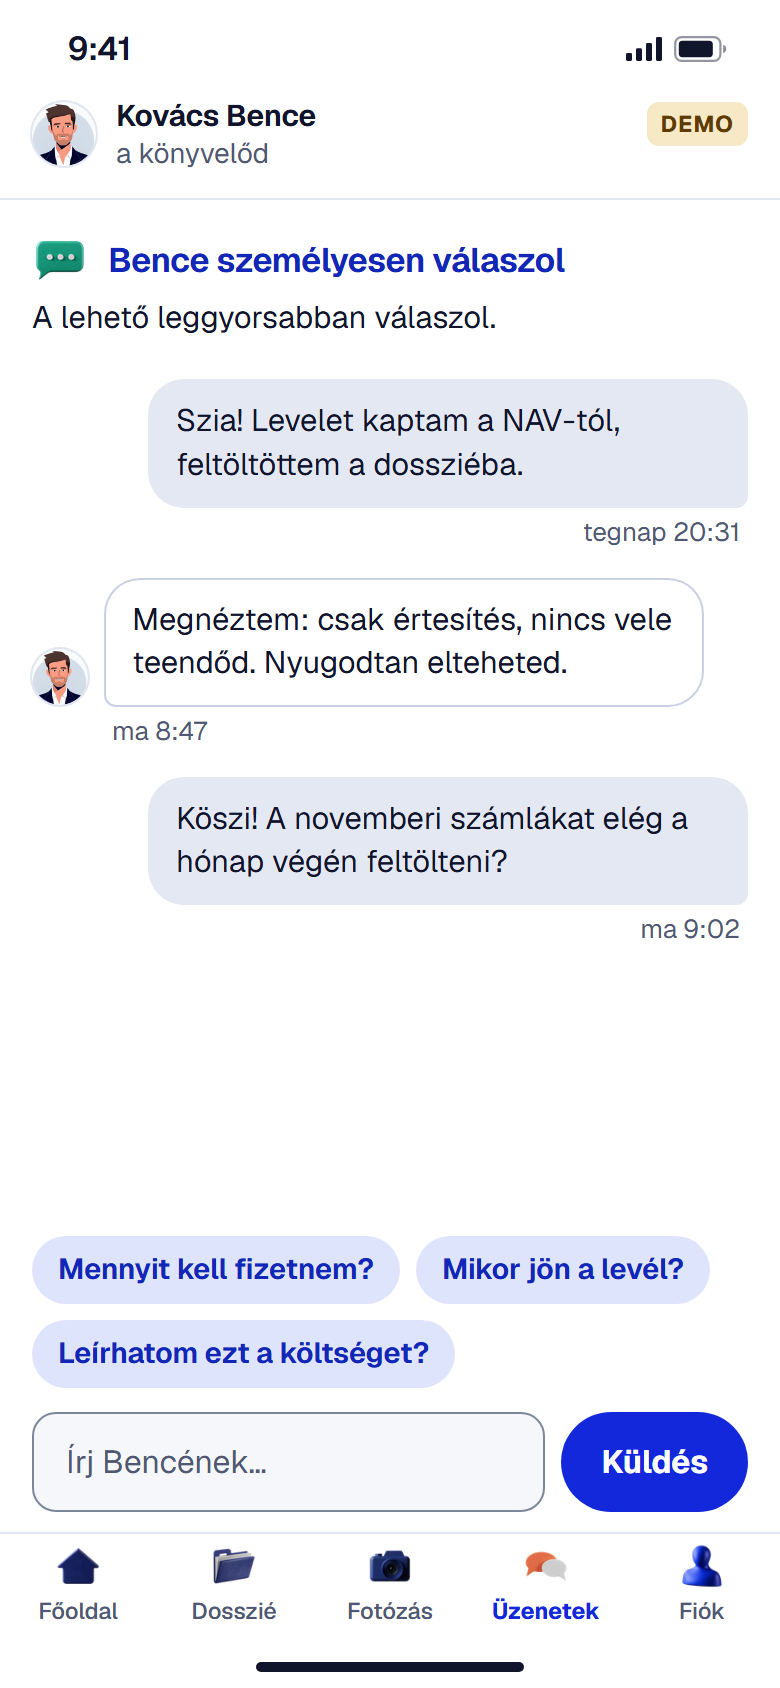 9:41
Kovács Bence
a könyvelőd
DEMO
Bence személyesen válaszol
A lehető leggyorsabban válaszol.
Szia! Levelet kaptam a NAV-tól,
feltöltöttem a dossziéba.
tegnap 20:31
Megnéztem: csak értesítés, nincs vele
teendőd. Nyugodtan elteheted.
ma 8:47
Köszi! A novemberi számlákat elég a
hónap végén feltölteni?
ma 9:02
Mennyit kell fizetnem?
Mikor jön a levél?
Leírhatom ezt a költséget?
Írj Bencének...
Küldés
Főoldal
Dosszié
Fotózás
Üzenetek
Fiók